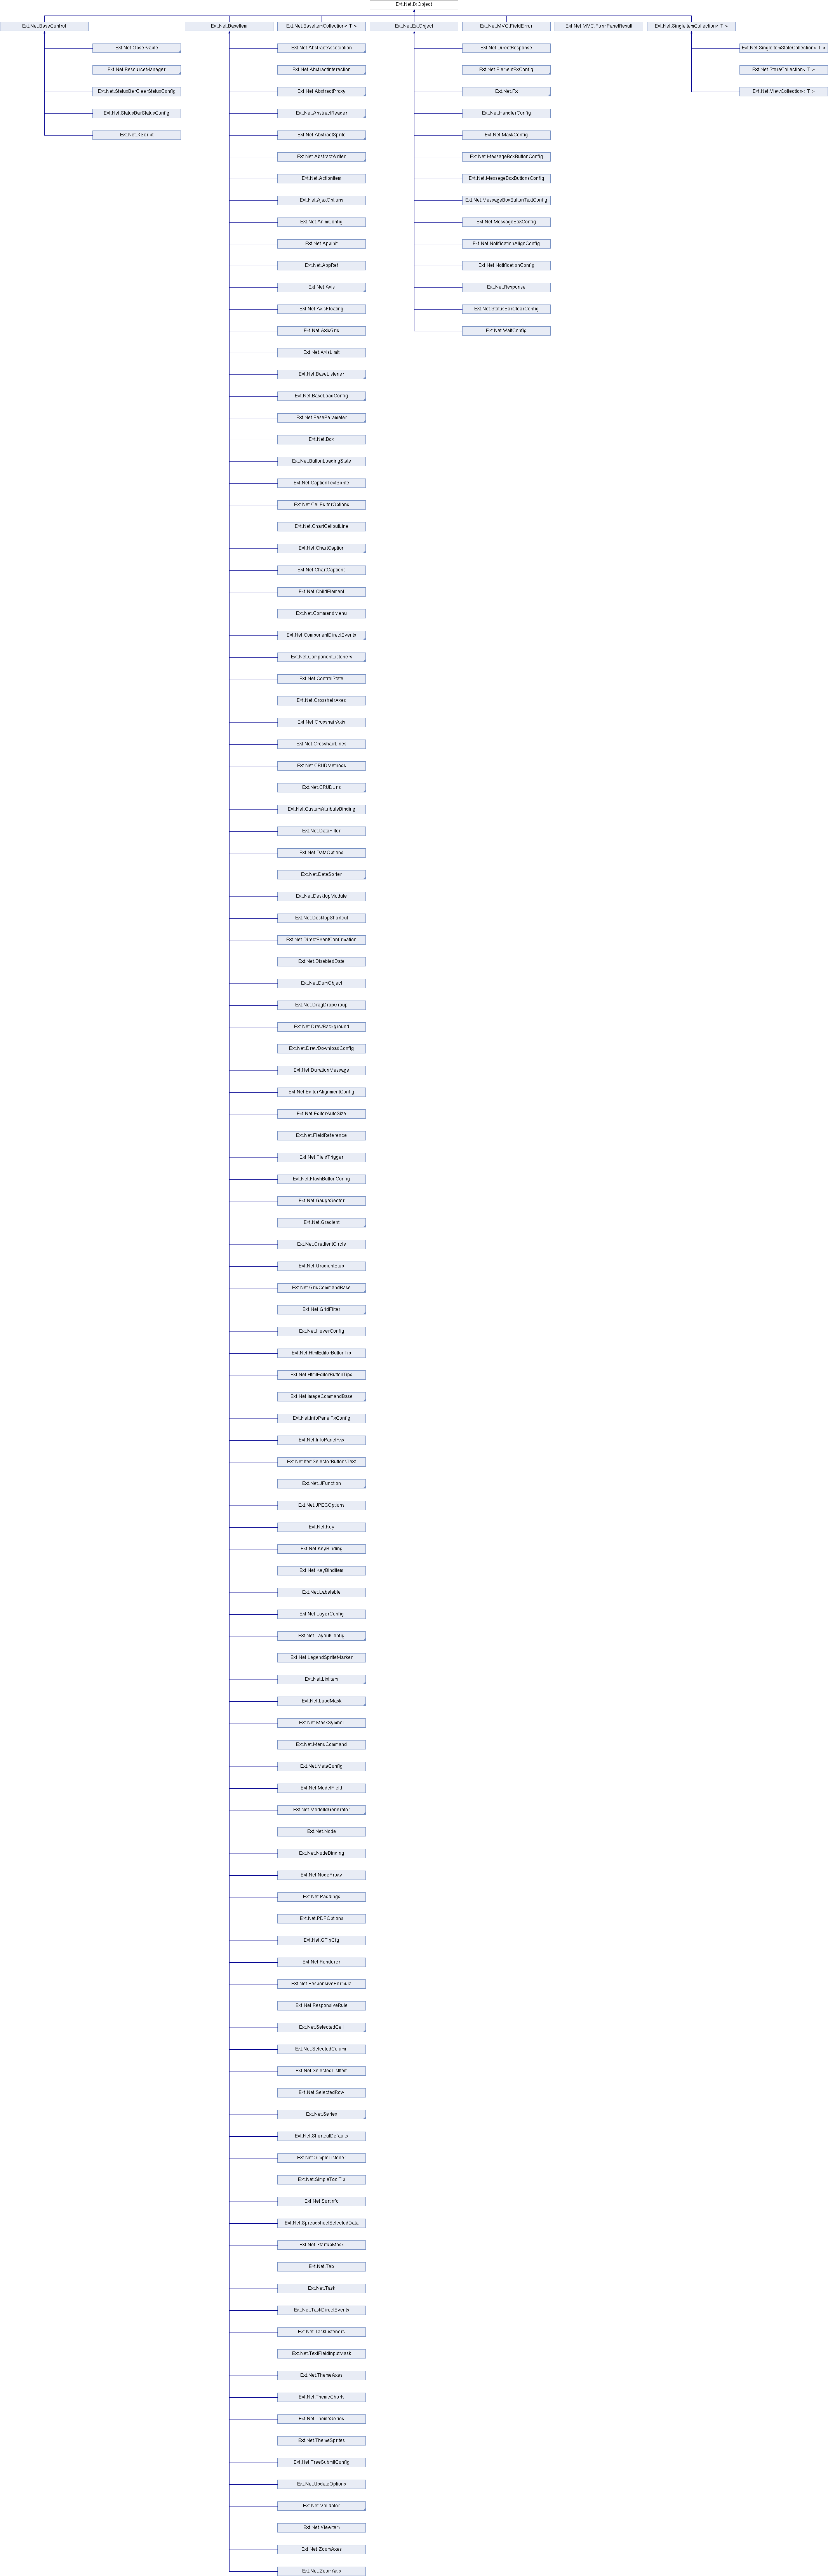 Ext.Net.IXObject
Ext.Net.BaseControl
Ext.Net.BaseItem
Ext.Net.BaseItemCollection< T >
Ext.Net.ExtObject
Ext.Net.MVC.FieldError
Ext.Net.MVC.FormPanelResult
Ext.Net.SingleItemCollection< T >
Ext.Net.Observable
Ext.Net.ResourceManager
Ext.Net.StatusBarClearStatusConfig
Ext.Net.StatusBarStatusConfig
Ext.Net.XScript
Ext.Net.AbstractAssociation
Ext.Net.AbstractInteraction
Ext.Net.AbstractProxy
Ext.Net.AbstractReader
Ext.Net.AbstractSprite
Ext.Net.AbstractWriter
Ext.Net.ActionItem
Ext.Net.AjaxOptions
Ext.Net.AnimConfig
Ext.Net.AppInit
Ext.Net.AppRef
Ext.Net.Axis
Ext.Net.AxisFloating
Ext.Net.AxisGrid
Ext.Net.AxisLimit
Ext.Net.BaseListener
Ext.Net.BaseLoadConfig
Ext.Net.BaseParameter
Ext.Net.Box
Ext.Net.ButtonLoadingState
Ext.Net.CaptionTextSprite
Ext.Net.CellEditorOptions
Ext.Net.ChartCalloutLine
Ext.Net.ChartCaption
Ext.Net.ChartCaptions
Ext.Net.ChildElement
Ext.Net.CommandMenu
Ext.Net.ComponentDirectEvents
Ext.Net.ComponentListeners
Ext.Net.ControlState
Ext.Net.CrosshairAxes
Ext.Net.CrosshairAxis
Ext.Net.CrosshairLines
Ext.Net.CRUDMethods
Ext.Net.CRUDUrls
Ext.Net.CustomAttributeBinding
Ext.Net.DataFilter
Ext.Net.DataOptions
Ext.Net.DataSorter
Ext.Net.DesktopModule
Ext.Net.DesktopShortcut
Ext.Net.DirectEventConfirmation
Ext.Net.DisabledDate
Ext.Net.DomObject
Ext.Net.DragDropGroup
Ext.Net.DrawBackground
Ext.Net.DrawDownloadConfig
Ext.Net.DurationMessage
Ext.Net.EditorAlignmentConfig
Ext.Net.EditorAutoSize
Ext.Net.FieldReference
Ext.Net.FieldTrigger
Ext.Net.FlashButtonConfig
Ext.Net.GaugeSector
Ext.Net.Gradient
Ext.Net.GradientCircle
Ext.Net.GradientStop
Ext.Net.GridCommandBase
Ext.Net.GridFilter
Ext.Net.HoverConfig
Ext.Net.HtmlEditorButtonTip
Ext.Net.HtmlEditorButtonTips
Ext.Net.ImageCommandBase
Ext.Net.InfoPanelFxConfig
Ext.Net.InfoPanelFxs
Ext.Net.ItemSelectorButtonsText
Ext.Net.JFunction
Ext.Net.JPEGOptions
Ext.Net.Key
Ext.Net.KeyBinding
Ext.Net.KeyBindItem
Ext.Net.Labelable
Ext.Net.LayerConfig
Ext.Net.LayoutConfig
Ext.Net.LegendSpriteMarker
Ext.Net.ListItem
Ext.Net.LoadMask
Ext.Net.MaskSymbol
Ext.Net.MenuCommand
Ext.Net.MetaConfig
Ext.Net.ModelField
Ext.Net.ModelIdGenerator
Ext.Net.Node
Ext.Net.NodeBinding
Ext.Net.NodeProxy
Ext.Net.Paddings
Ext.Net.PDFOptions
Ext.Net.QTipCfg
Ext.Net.Renderer
Ext.Net.ResponsiveFormula
Ext.Net.ResponsiveRule
Ext.Net.SelectedCell
Ext.Net.SelectedColumn
Ext.Net.SelectedListItem
Ext.Net.SelectedRow
Ext.Net.Series
Ext.Net.ShortcutDefaults
Ext.Net.SimpleListener
Ext.Net.SimpleToolTip
Ext.Net.SortInfo
Ext.Net.SpreadsheetSelectedData
Ext.Net.StartupMask
Ext.Net.Tab
Ext.Net.Task
Ext.Net.TaskDirectEvents
Ext.Net.TaskListeners
Ext.Net.TextFieldInputMask
Ext.Net.ThemeAxes
Ext.Net.ThemeCharts
Ext.Net.ThemeSeries
Ext.Net.ThemeSprites
Ext.Net.TreeSubmitConfig
Ext.Net.UpdateOptions
Ext.Net.Validator
Ext.Net.ViewItem
Ext.Net.ZoomAxes
Ext.Net.ZoomAxis
Ext.Net.DirectResponse
Ext.Net.ElementFxConfig
Ext.Net.Fx
Ext.Net.HandlerConfig
Ext.Net.MaskConfig
Ext.Net.MessageBoxButtonConfig
Ext.Net.MessageBoxButtonsConfig
Ext.Net.MessageBoxButtonTextConfig
Ext.Net.MessageBoxConfig
Ext.Net.NotificationAlignConfig
Ext.Net.NotificationConfig
Ext.Net.Response
Ext.Net.StatusBarClearConfig
Ext.Net.WaitConfig
Ext.Net.SingleItemStateCollection< T >
Ext.Net.StoreCollection< T >
Ext.Net.ViewCollection< T >